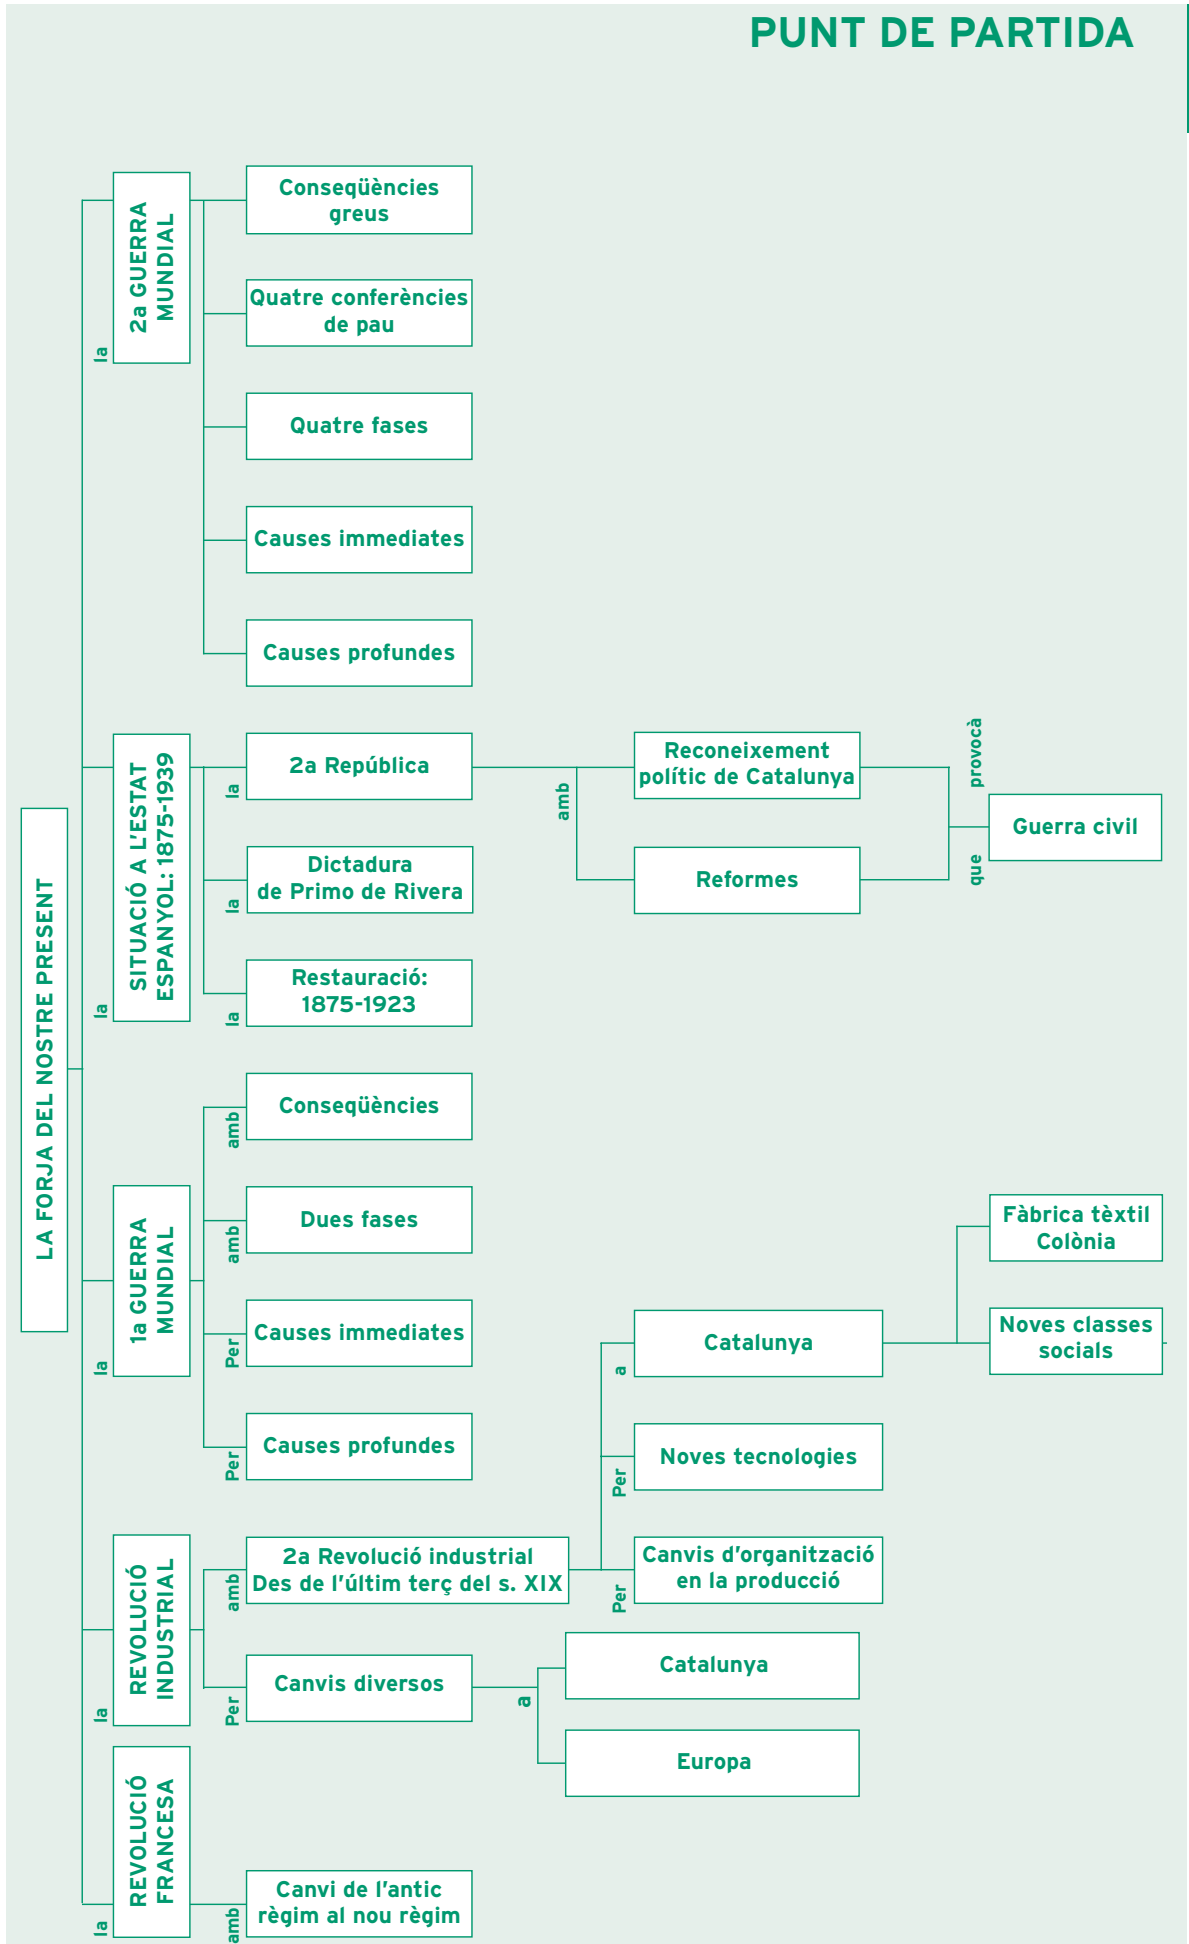 PUNT DE PARTIDA
LA FORJA DEL NOSTRE PRESENT
la
2a GUERRA
MUNDIAL
Conseqüències
greus
Quatre conferències
de pau
Quatre fases
Causes immediates
Causes profundes
la
SITUACIÓ A L'ESTAT
ESPANYOL: 1875-1939
la
2a República
amb
Reconeixement
polític de Catalunya
Reformes
que
provocà
Guerra civil
la
Dictadura
de Primo de Rivera
la
Restauració:
1875-1923
la
1a GUERRA
MUNDIAL
amb
Conseqüències
amb
Dues fases
Per
Causes immediates
Per
Causes profundes
la
REVOLUCIÓ
INDUSTRIAL
amb
2a Revolució industrial
Des de l'últim terç del s. XIX
a
Catalunya
Fàbrica tèxtil
Colònia
Noves classes
socials
Per
Noves tecnologies
Per
Canvis d'organització
en la producció
Per
Canvis diversos
a
Catalunya
Europa
la
REVOLUCIÓ
FRANCESA
amb
Canvi de l'antic
règim al nou règim